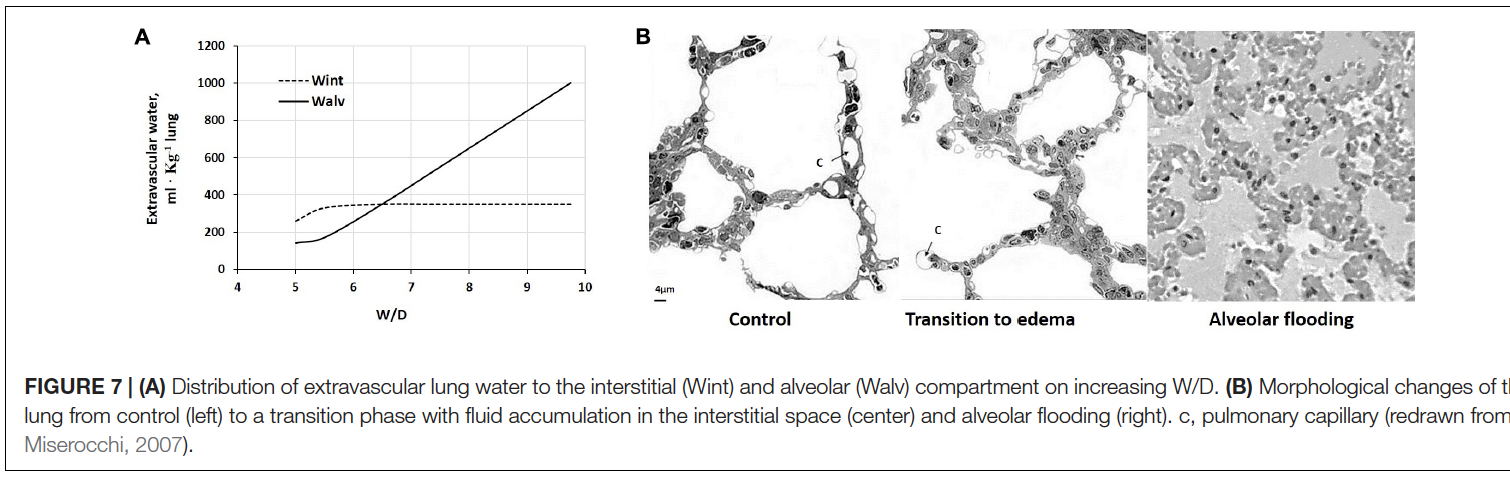 A
1200
1000
800
600
400
200
0
Extravascular water,
ml · Kg⁻¹ lung
Wint
Walv
4 5 6 7 8 9 10
W/D
B
c
4μm
Control
C
Transition to edema
Alveolar flooding
FIGURE 7 | (A) Distribution of extravascular lung water to the interstitial (Wint) and alveolar (Walv) compartment on increasing W/D. (B) Morphological changes of
lung from control (left) to a transition phase with fluid accumulation in the interstitial space (center) and alveolar flooding (right). c, pulmonary capillary (redrawn from
Miserocchi, 2007).